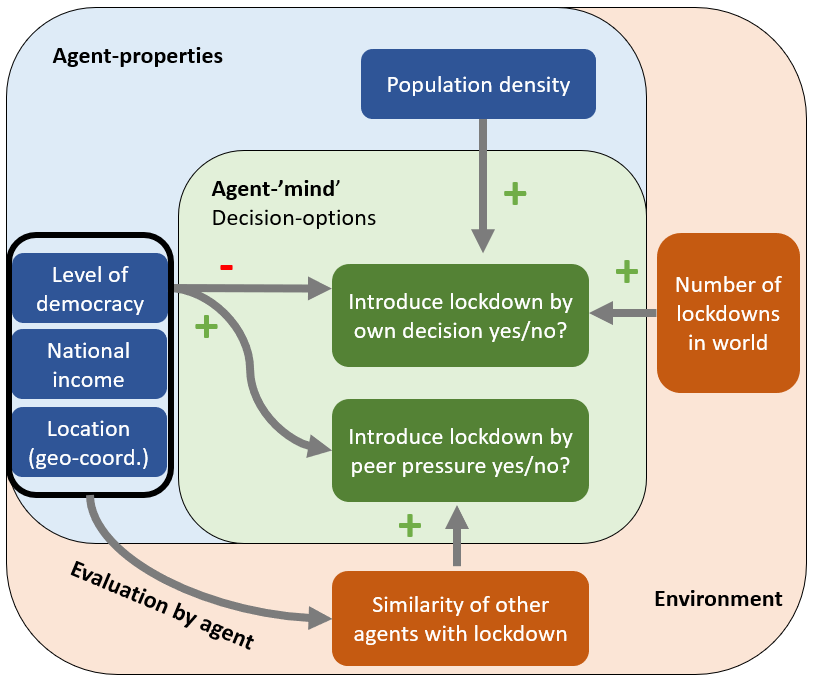 Agent-properties
Population density
Agent-’mind’
Decision-options
+
-
+
+
Level of
democracy
National
income
Location
(geo-coord.)
Introduce lockdown by
own decision yes/no?
Number of
lockdowns
in world
Introduce lockdown by
peer pressure yes/no?
+
Evaluation by agent
Similarity of other
agents with lockdown
Environment